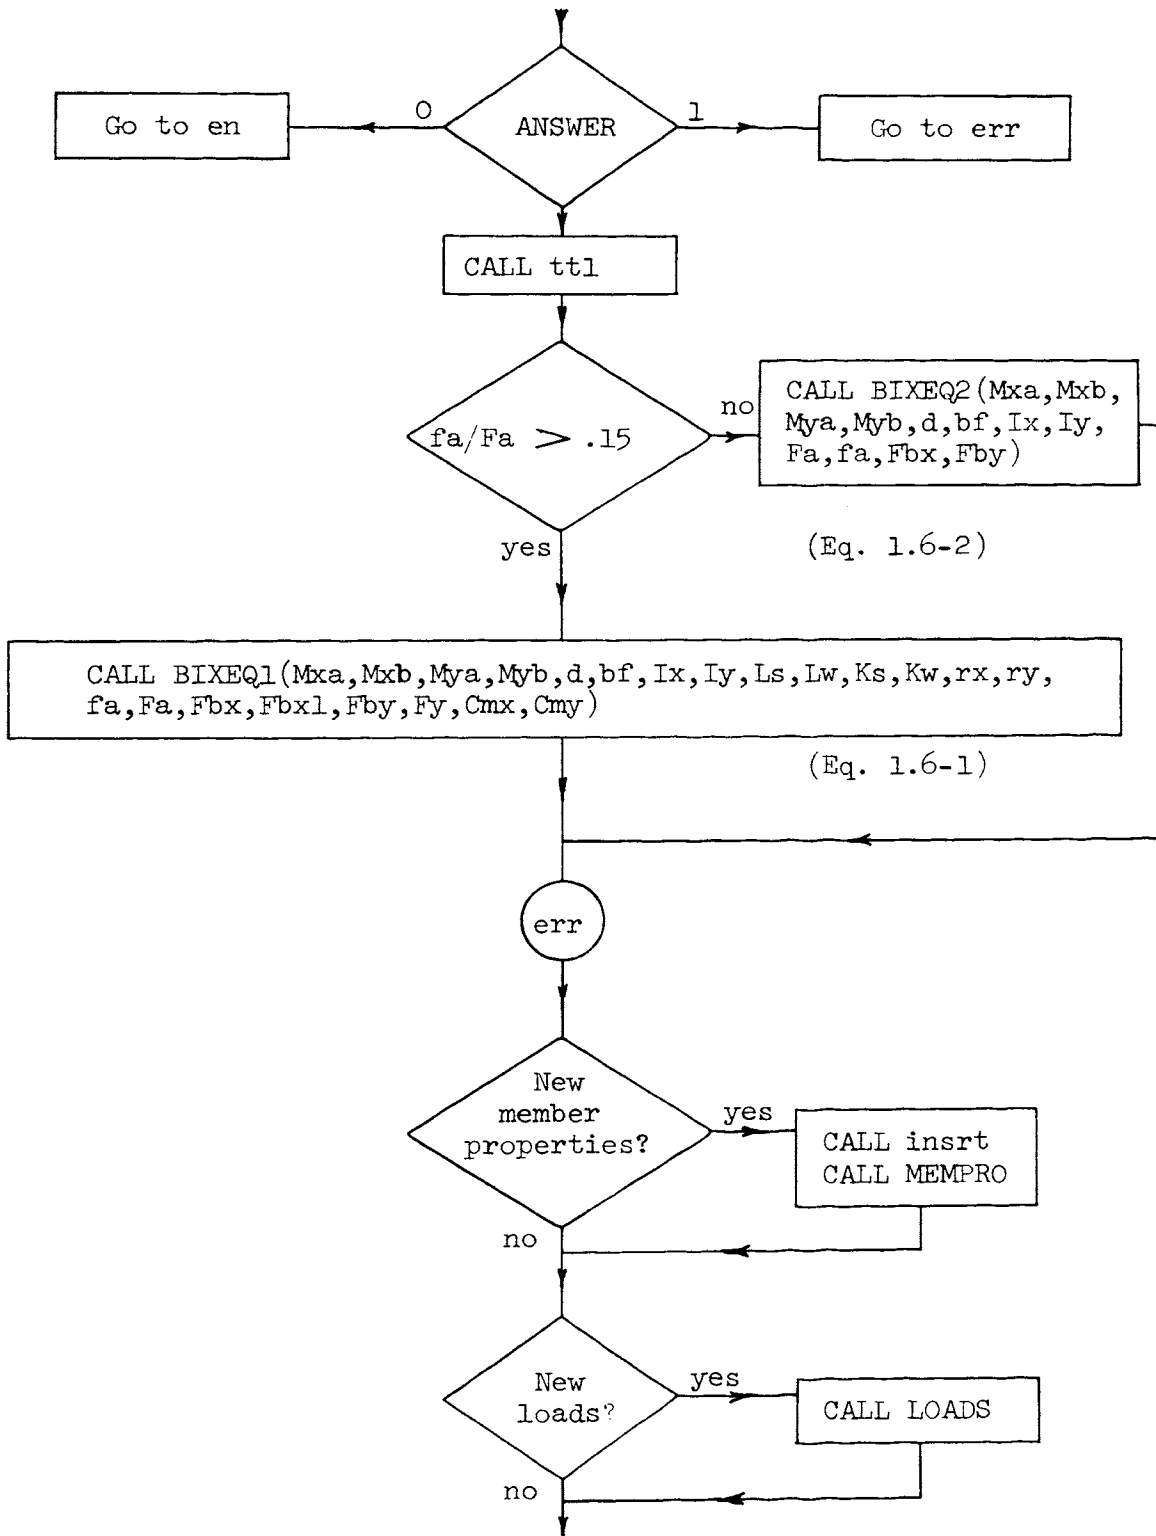 O
1
Go to en
ANSWER
Go to err
CALL ttl
no
CALL BIXEQ2(Mxa,Mxb,
Mya,Myb,d,bf,Ix,Iy,
Fa,fa,Fbx,Fby)
fa/Fa > .15
yes
(Eq. 1.6-2)
CALL BIXEQ1(Mxa,Mxb,Mya,Myb,d,bf,Ix,Iy,Ls,Lw,Ks,Kw,rx,ry,
fa,Fa,Fbx,Fbx1,Fby,Fy,Cmx,Cmy)
(Eq. 1.6-1)
err
New
member
properties?
yes
CALL insrt
CALL MEMPRO
no
New
loads?
yes
CALL LOADS
no